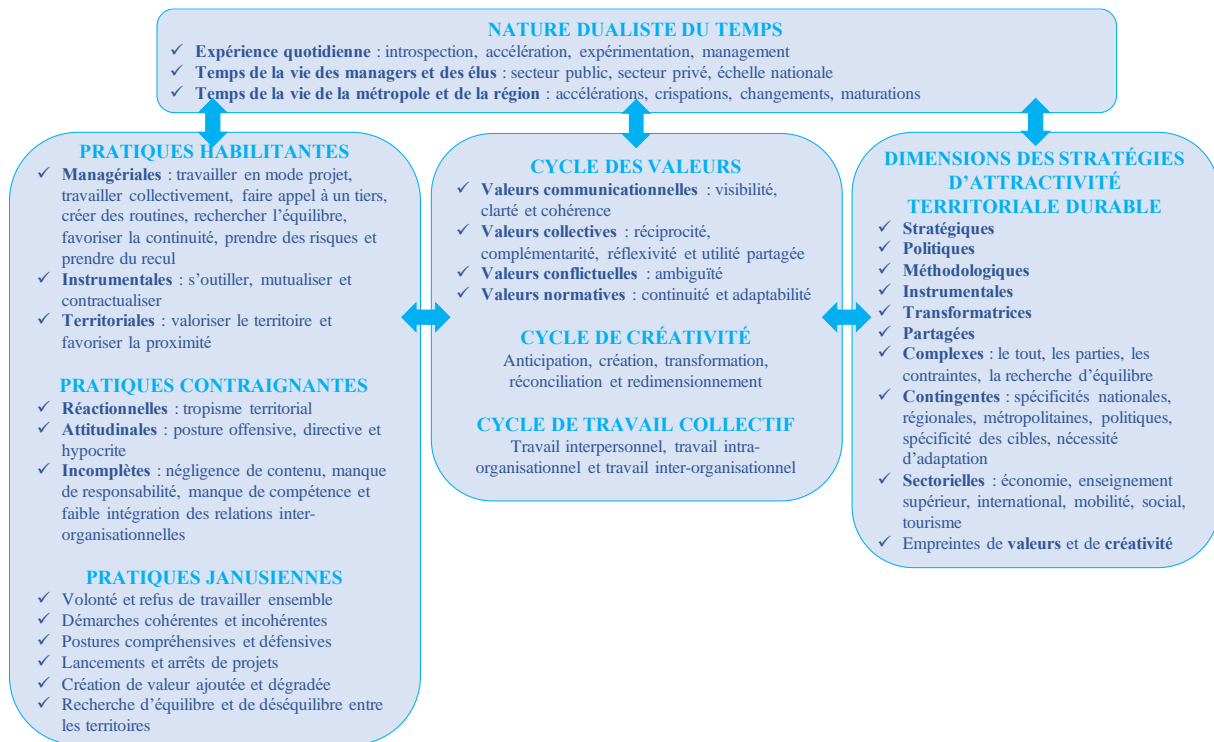 NATURE DUALISTE DU TEMPS
✓ Expérience quotidienne : introspection, accélération, expérimentation, management
✓ Temps de la vie des managers et des élus : secteur public, secteur privé, échelle nationale
✓ Temps de la vie de la métropole et de la région : accélérations, crispations, changements, maturations
PRATIQUES HABILITANTES
✓ Managériales : travailler en mode projet,
travailler collectivement, faire appel à un tiers,
créer des routines, rechercher l’équilibre,
favoriser la continuité, prendre des risques et
prendre du recul
✓ Instrumentales : s’outiller, mutualiser et
contractualiser
✓ Territoriales : valoriser le territoire et
favoriser la proximité
PRATIQUES CONTRAIGNANTES
✓ Réactionnelles : tropisme territorial
✓ Attitudinales : posture offensive, directive et
hypocrite
✓ Incomplètes : négligence de contenu, manque
de responsabilité, manque de compétence et
faible intégration des relations inter-
organisationnelles
PRATIQUES JANUSIENNES
✓ Volonté et refus de travailler ensemble
✓ Démarches cohérentes et incohérentes
✓ Postures compréhensives et défensives
✓ Lancements et arrêts de projets
✓ Création de valeur ajoutée et dégradée
✓ Recherche d’équilibre et de déséquilibre entre
les territoires
CYCLE DES VALEURS
✓ Valeurs communicationnelles : visibilité,
clarté et cohérence
✓ Valeurs collectives : réciprocité,
complémentarité, réflexivité et utilité partagée
✓ Valeurs conflictuelles : ambiguïté
✓ Valeurs normatives : continuité et adaptabilité
CYCLE DE CRÉATIVITÉ
Anticipation, création, transformation,
réconciliation et redimensionnement
CYCLE DE TRAVAIL COLLECTIF
Travail interpersonnel, travail intra-
organisationnel et travail inter-organisationnel
DIMENSIONS DES STRATÉGIES
D’ATTRACTIVITÉ
TERRITORIALE DURABLE
✓ Stratégiques
✓ Politiques
✓ Méthodologiques
✓ Instrumentales
✓ Transformatrices
✓ Partagées
✓ Complexes : le tout, les parties, les
contraintes, la recherche d’équilibre
✓ Contingentes : spécificités nationales,
régionales, métropolitaines, politiques,
spécificité des cibles, nécessité
d’adaptation
✓ Sectorielles : économie, enseignement
supérieur, international, mobilité, social,
tourisme
✓ Empreintes de valeurs et de créativité